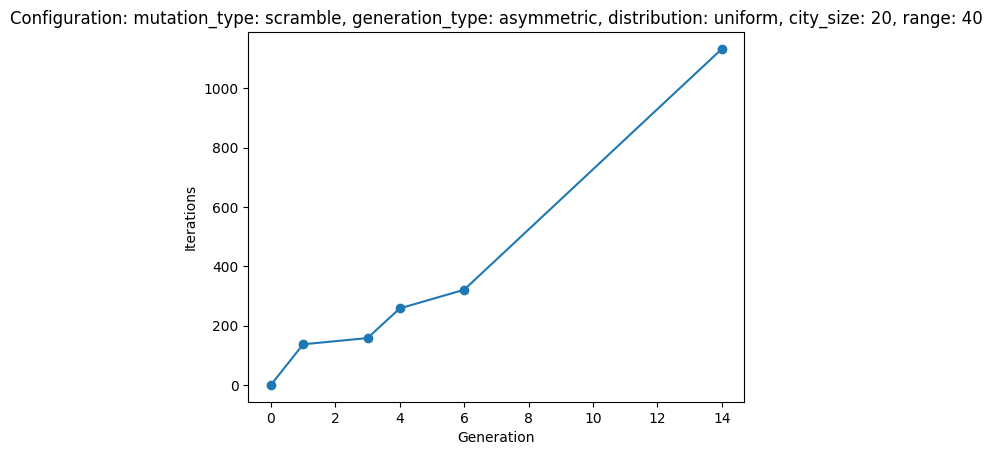 Configuration: mutation_type: scramble, generation_type: asymmetric, distribution: uniform, city_size: 20, range: 40
1000
800
600
400
200
0
Iterations
0 2 4 6 8 10 12 14
Generation